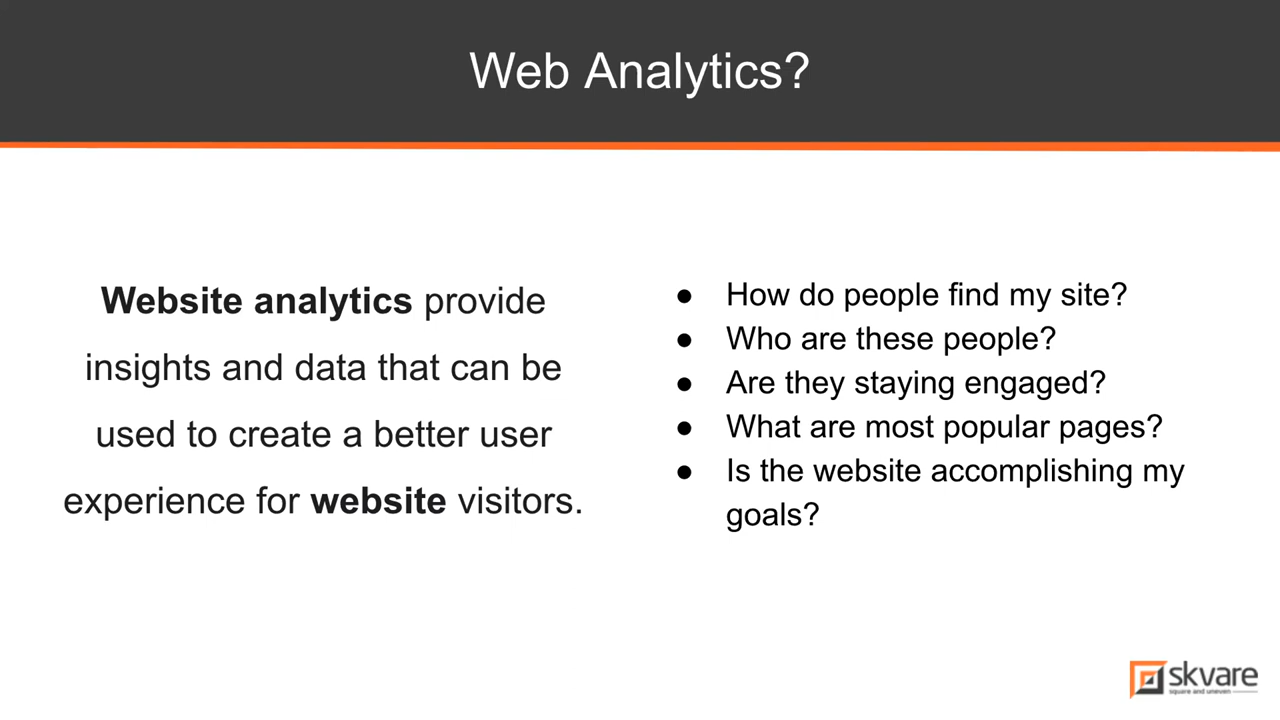 Web Analytics?
Website analytics provide
insights and data that can be
used to create a better user
experience for website visitors.
● How do people find my site?
● Who are these people?
● Are they staying engaged?
● What are most popular pages?
● Is the website accomplishing my
goals?
skvare
square and uneven